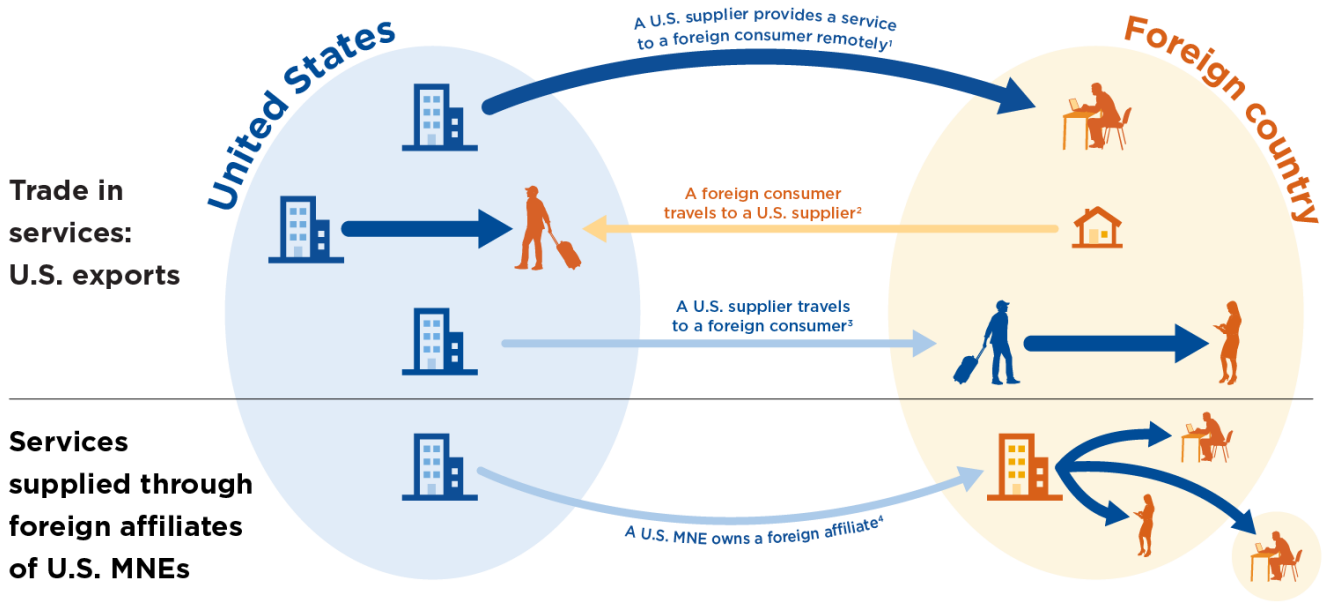 United States
Foreign country
A U.S. supplier provides a service
to a foreign consumer remotely¹
Trade in
services:
U.S. exports
A foreign consumer
travels to a U.S. supplier²
A U.S. supplier travels
to a foreign consumer³
Services
supplied through
foreign affiliates
of U.S. MNEs
A U.S. MNE owns a foreign affiliate⁴